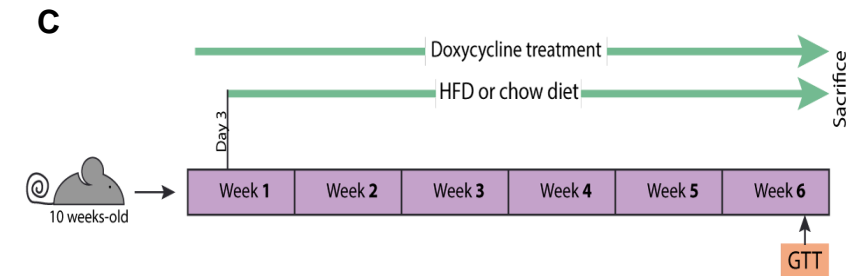 C
Doxycycline treatment
HFD or chow diet
Sacrifice
Day 3
Week 1 Week 2 Week 3 Week 4 Week 5 Week 6
10 weeks-old
GTT